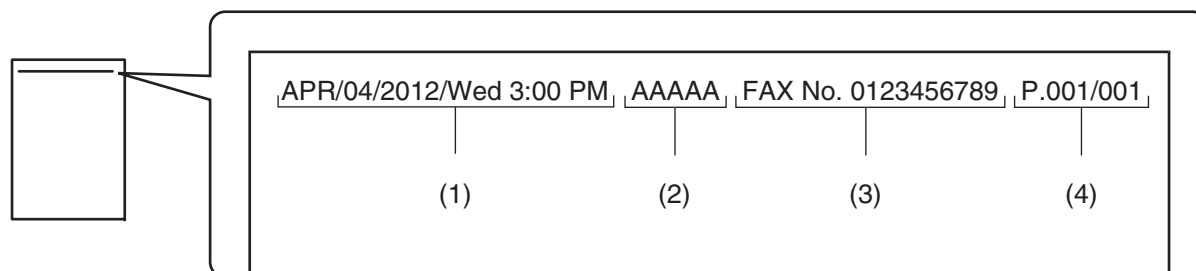 APR/04/2012/Wed 3:00 PM AAAAA FAX No. 0123456789 P.001/001
(1) (2) (3) (4)